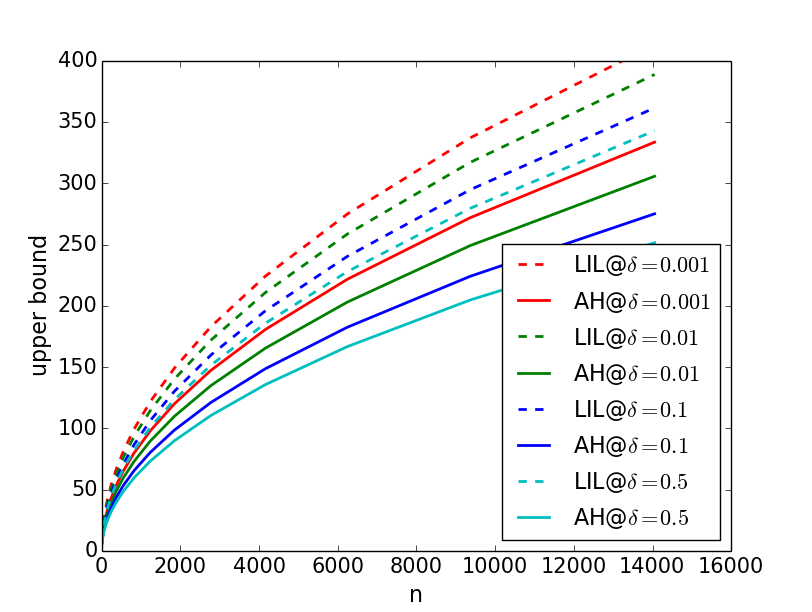 400
350
300
250
200
150
100
50
0
upper bound
0 2000 4000 6000 8000 10000 12000 14000 16000
n
LIL@δ = 0.001
AH@δ = 0.001
LIL@δ = 0.01
AH@δ = 0.01
LIL@δ = 0.1
AH@δ = 0.1
LIL@δ = 0.5
AH@δ = 0.5